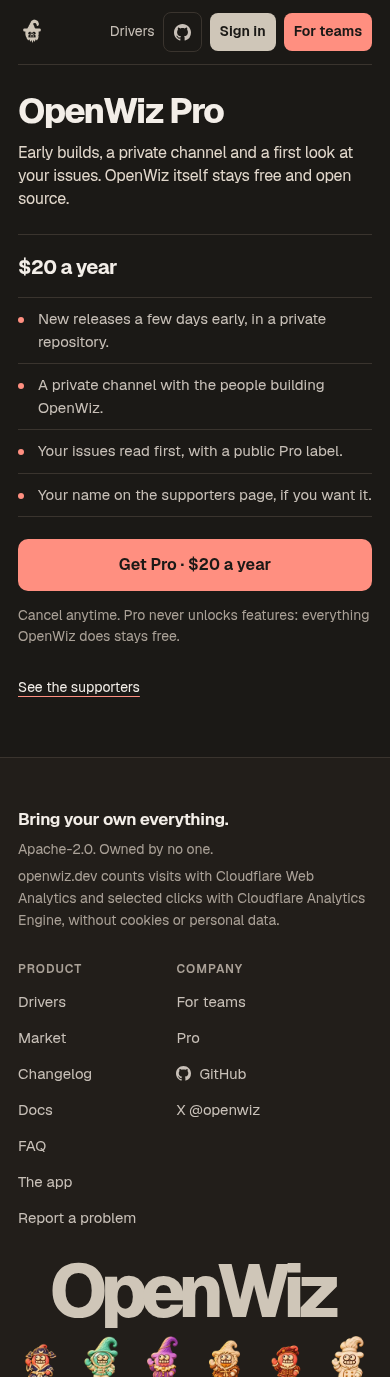 Drivers
Sign in
For teams
OpenWiz Pro
Early builds, a private channel and a first look at
your issues. OpenWiz itself stays free and open
source.
$20 a year
New releases a few days early, in a private
repository.
A private channel with the people building
OpenWiz.
Your issues read first, with a public Pro label.
Your name on the supporters page, if you want it.
Get Pro · $20 a year
Cancel anytime. Pro never unlocks features: everything
OpenWiz does stays free.
See the supporters
Bring your own everything.
Apache-2.0. Owned by no one.
openwiz.dev counts visits with Cloudflare Web
Analytics and selected clicks with Cloudflare Analytics
Engine, without cookies or personal data.
PRODUCT
Drivers
Market
Changelog
Docs
FAQ
The app
Report a problem
COMPANY
For teams
Pro
GitHub
X @openwiz
OpenWiz